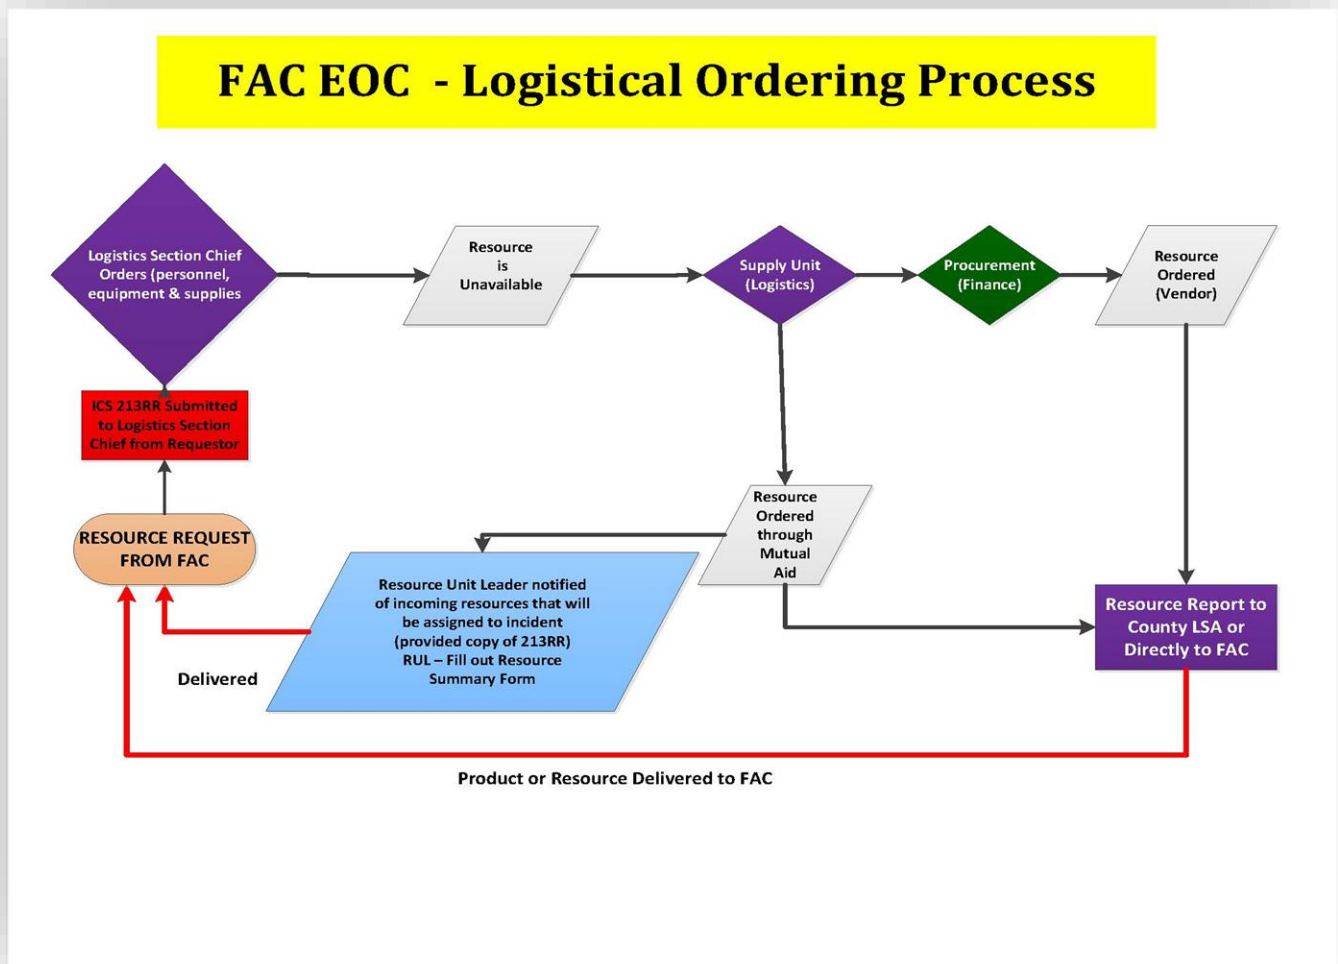 FAC EOC - Logistical Ordering Process
Logistics Section Chief
Orders (personnel,
equipment & supplies
Resource
is
Unavailable
Supply Unit
(Logistics)
Procurement
(Finance)
Resource
Ordered
(Vendor)
ICS 213RR Submitted
to Logistics Section
Chief from Requestor
RESOURCE REQUEST
FROM FAC
Resource
Ordered
through
Mutual
Aid
Resource Unit Leader notified
of incoming resources that will
be assigned to incident
(provided copy of 213RR)
RUL – Fill out Resource
Summary Form
Resource Report to
County LSA or
Directly to FAC
Delivered
Product or Resource Delivered to FAC